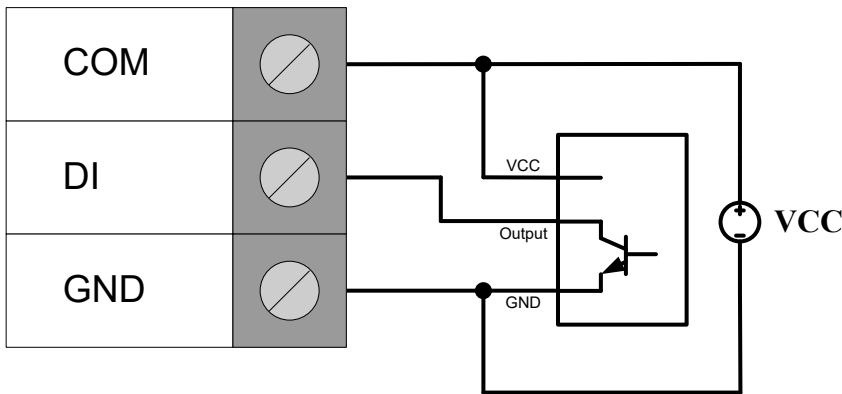 COM
DI
GND
VCC
Output
GND
+
−
VCC